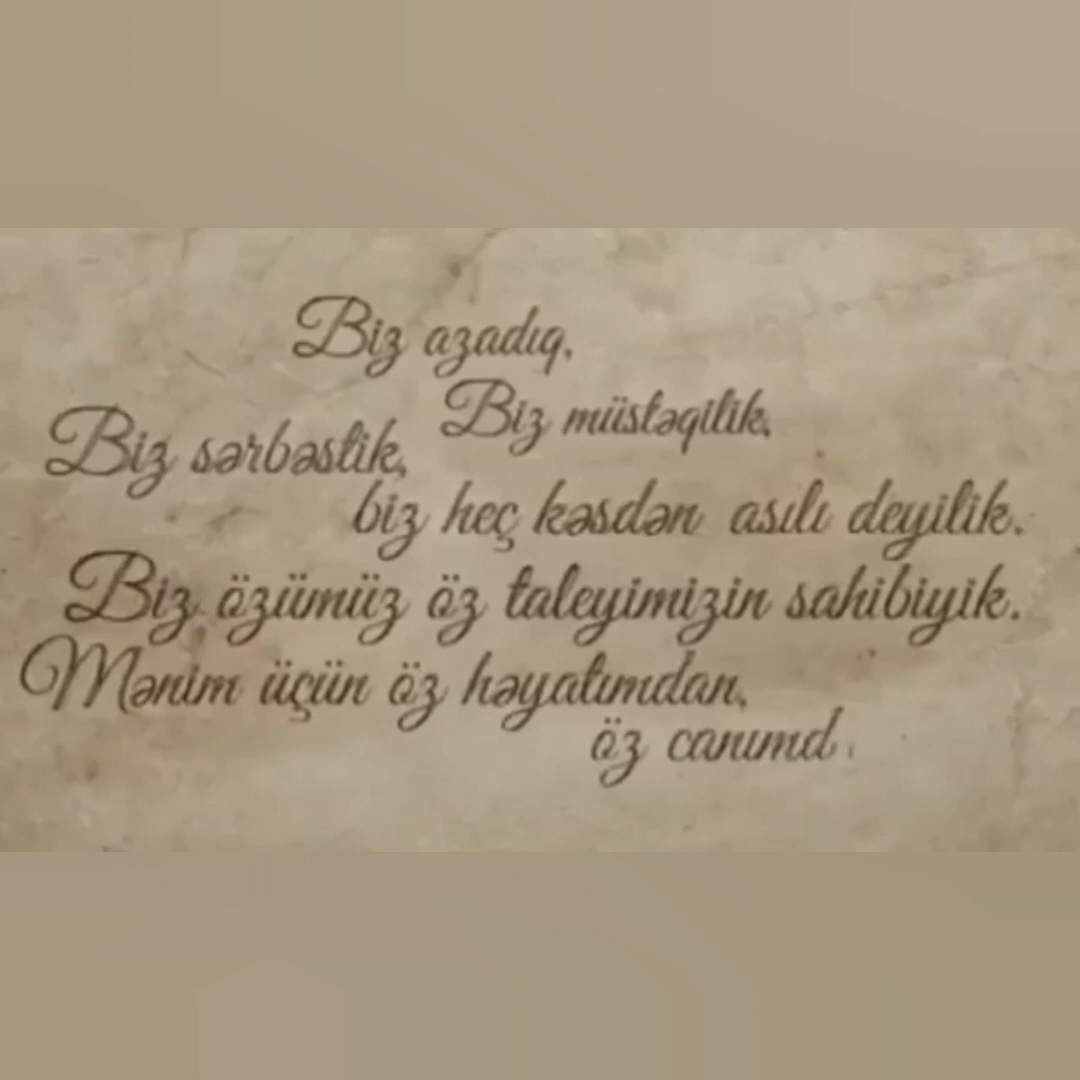 Biz azadıq,
Biz müstəqilik,
Biz sərbəstik,
biz heç kəsdən asılı deyilik.
Biz özümüz öz taleyimizin sahibiyik.
Mənim üçün öz həyatımdan,
öz canımd